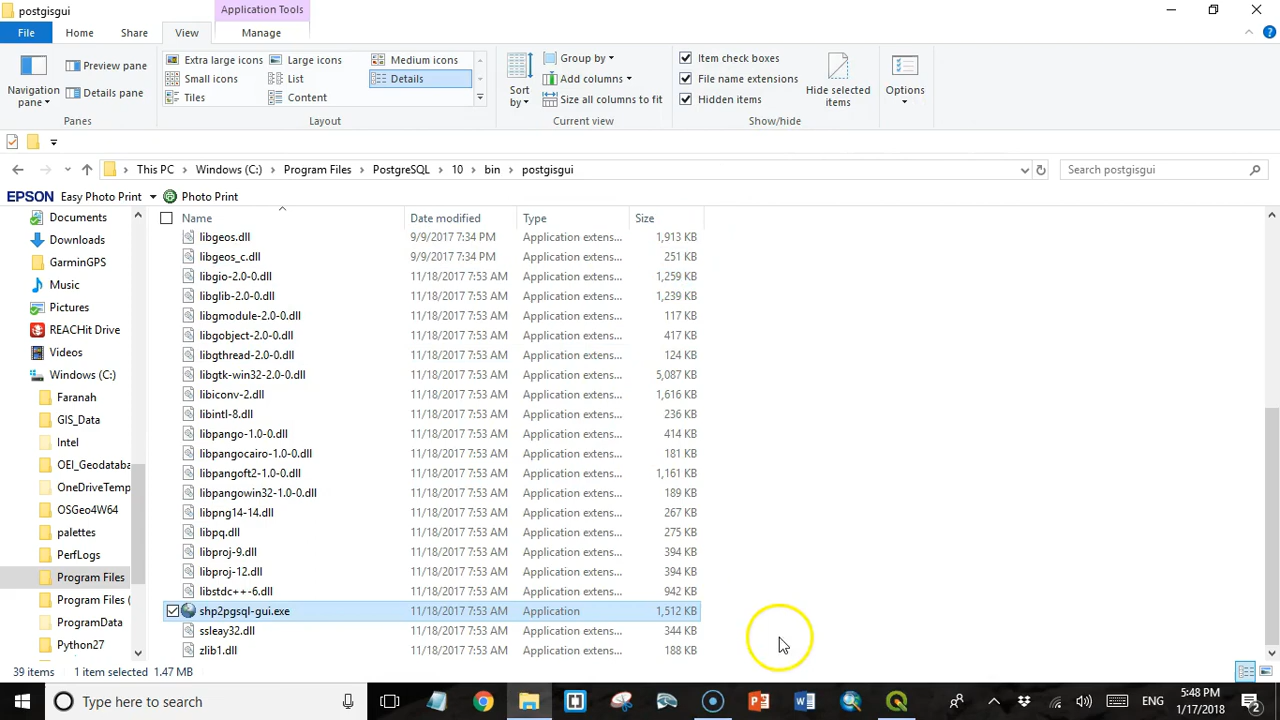 postgisgui
Application Tools
File
Home
Share
View
Manage
Navigation pane
Preview pane
Details pane
Panes
Extra large icons
Large icons
Medium icons
Small icons
List
Details
Tiles
Content
Layout
Sort by
Group by
Add columns
Size all columns to fit
Current view
Item check boxes
File name extensions
Hidden items
Hide selected items
Show/hide
Options
This PC > Windows (C:) > Program Files > PostgreSQL > 10 > bin > postgisgui
Search postgisgui
EPSON Easy Photo Print Photo Print
Documents
Downloads
GarminGPS
Music
Pictures
REACHit Drive
Videos
Windows (C:)
Faranah
GIS_Data
Intel
OEI_Geodataba
OneDriveTemp
OSGeo4W64
palettes
PerfLogs
Program Files
Program Files (
ProgramData
Python27
Name Date modified Type Size
libgeos.dll 9/9/2017 7:34 PM Application extens... 1,913 KB
libgeos_c.dll 9/9/2017 7:34 PM Application extens... 251 KB
libgio-2.0-0.dll 11/18/2017 7:53 AM Application extens... 1,259 KB
libglib-2.0-0.dll 11/18/2017 7:53 AM Application extens... 1,239 KB
libgmodule-2.0-0.dll 11/18/2017 7:53 AM Application extens... 117 KB
libgobject-2.0-0.dll 11/18/2017 7:53 AM Application extens... 417 KB
libgthread-2.0-0.dll 11/18/2017 7:53 AM Application extens... 124 KB
libgtk-win32-2.0-0.dll 11/18/2017 7:53 AM Application extens... 5,087 KB
libiconv-2.dll 11/18/2017 7:53 AM Application extens... 1,616 KB
libintl-8.dll 11/18/2017 7:53 AM Application extens... 236 KB
libpango-1.0-0.dll 11/18/2017 7:53 AM Application extens... 414 KB
libpangocairo-1.0-0.dll 11/18/2017 7:53 AM Application extens... 181 KB
libpangoft2-1.0-0.dll 11/18/2017 7:53 AM Application extens... 1,161 KB
libpangowin32-1.0-0.dll 11/18/2017 7:53 AM Application extens... 189 KB
libpng14-14.dll 11/18/2017 7:53 AM Application extens... 267 KB
libpq.dll 11/18/2017 7:53 AM Application extens... 275 KB
libproj-9.dll 11/18/2017 7:53 AM Application extens... 394 KB
libproj-12.dll 11/18/2017 7:53 AM Application extens... 394 KB
libstdc++-6.dll 11/18/2017 7:53 AM Application extens... 942 KB
shp2pgsql-gui.exe 11/18/2017 7:53 AM Application 1,512 KB
ssleay32.dll 11/18/2017 7:53 AM Application extens... 344 KB
zlib1.dll 11/18/2017 7:53 AM Application extens... 188 KB
39 items 1 item selected 1.47 MB
Type here to search
ENG
5:48 PM
1/17/2018
2